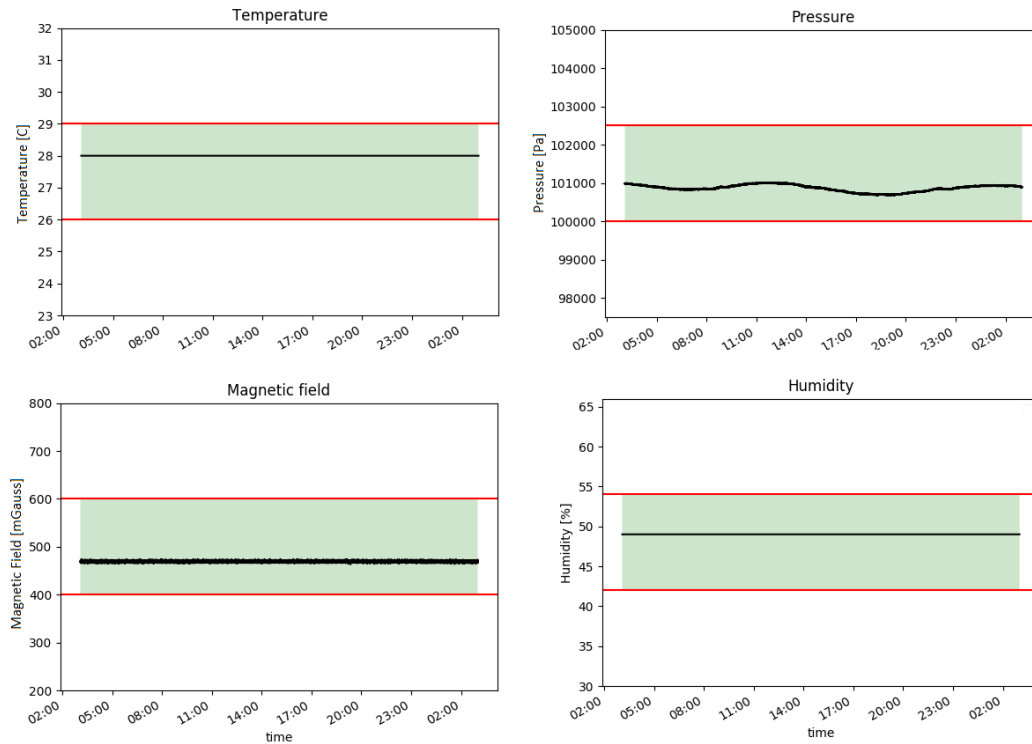 Temperature
Temperature [C]
32
31
30
29
28
27
26
25
24
23
02:00 05:00 08:00 11:00 14:00 17:00 20:00 23:00 02:00
Pressure
Pressure [Pa]
105000
104000
103000
102000
101000
100000
99000
98000
02:00 05:00 08:00 11:00 14:00 17:00 20:00 23:00 02:00
Magnetic field
Magnetic Field [mGauss]
800
700
600
500
400
300
200
02:00 05:00 08:00 11:00 14:00 17:00 20:00 23:00 02:00
time
Humidity
Humidity [%]
65
60
55
50
45
40
35
30
02:00 05:00 08:00 11:00 14:00 17:00 20:00 23:00 02:00
time